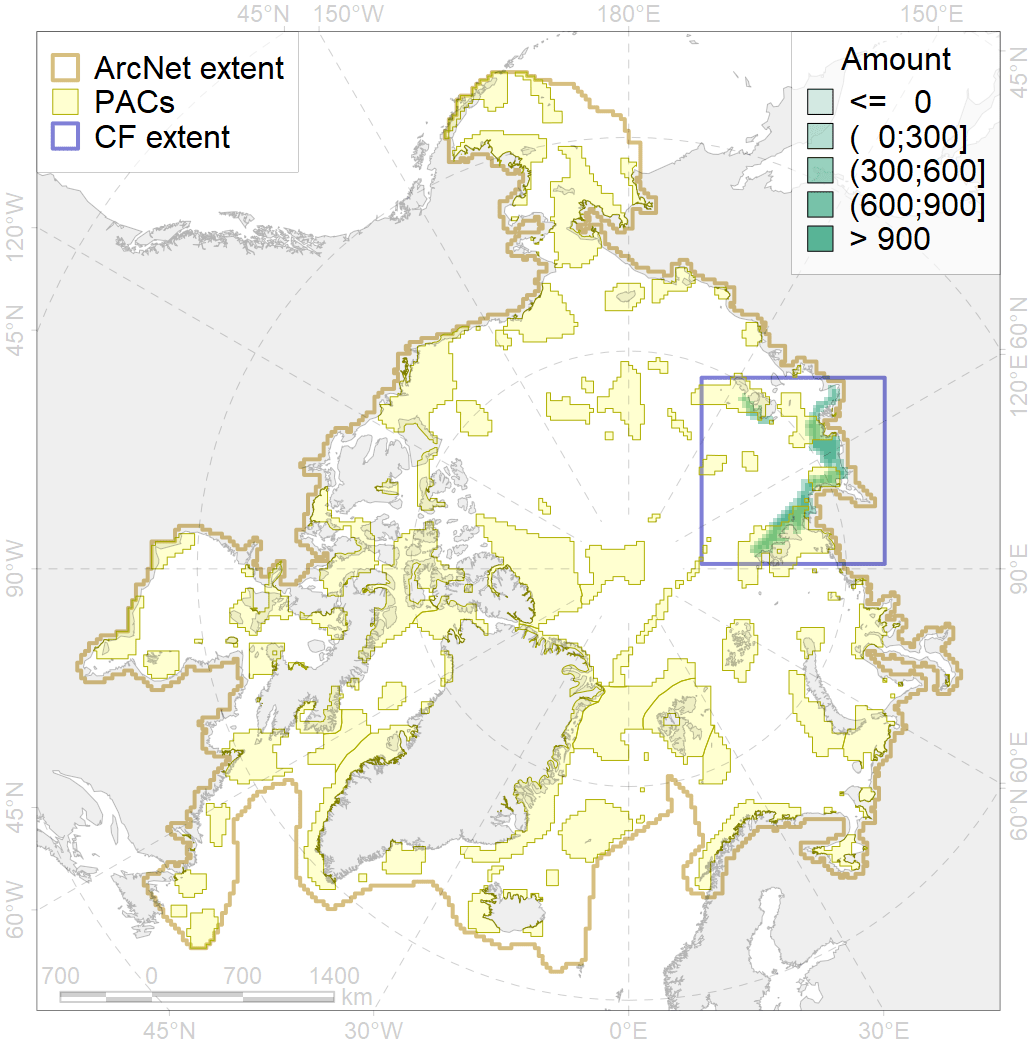 45°N 150°W 180°E 150°E
ArcNet extent
PACs
CF extent
Amount
<= 0
( 0;300]
(300;600]
(600;900]
> 900
45°N
120°W
45°N
90°W
45°N
60°W
60°N
120°E
90°E
60°E
60°N
700 0 700 1400
km
45°W 30°W 0°E 30°E